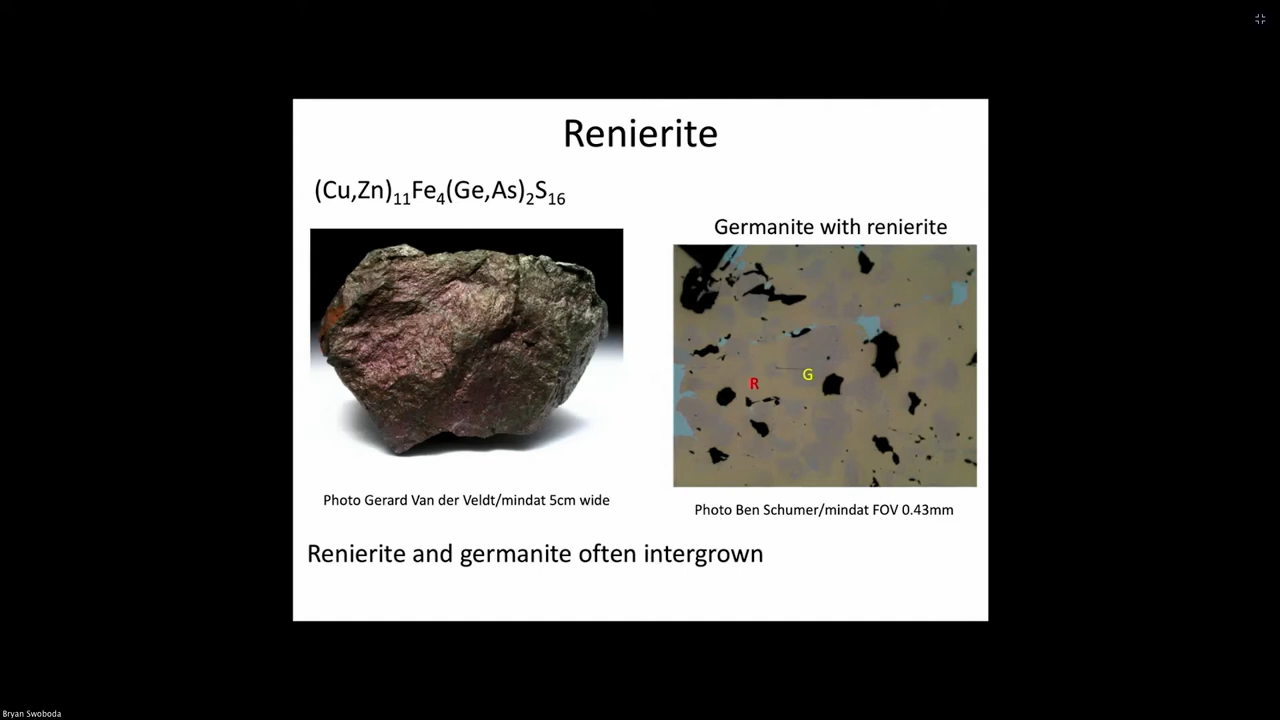 Renierite
(Cu,Zn)₁₁Fe₄(Ge,As)₂S₁₆
Germanite with renierite
R
G
Photo Gerard Van der Veldt/mindat 5cm wide
Photo Ben Schumer/mindat FOV 0.43mm
Renierite and germanite often intergrown
Bryan Swoboda